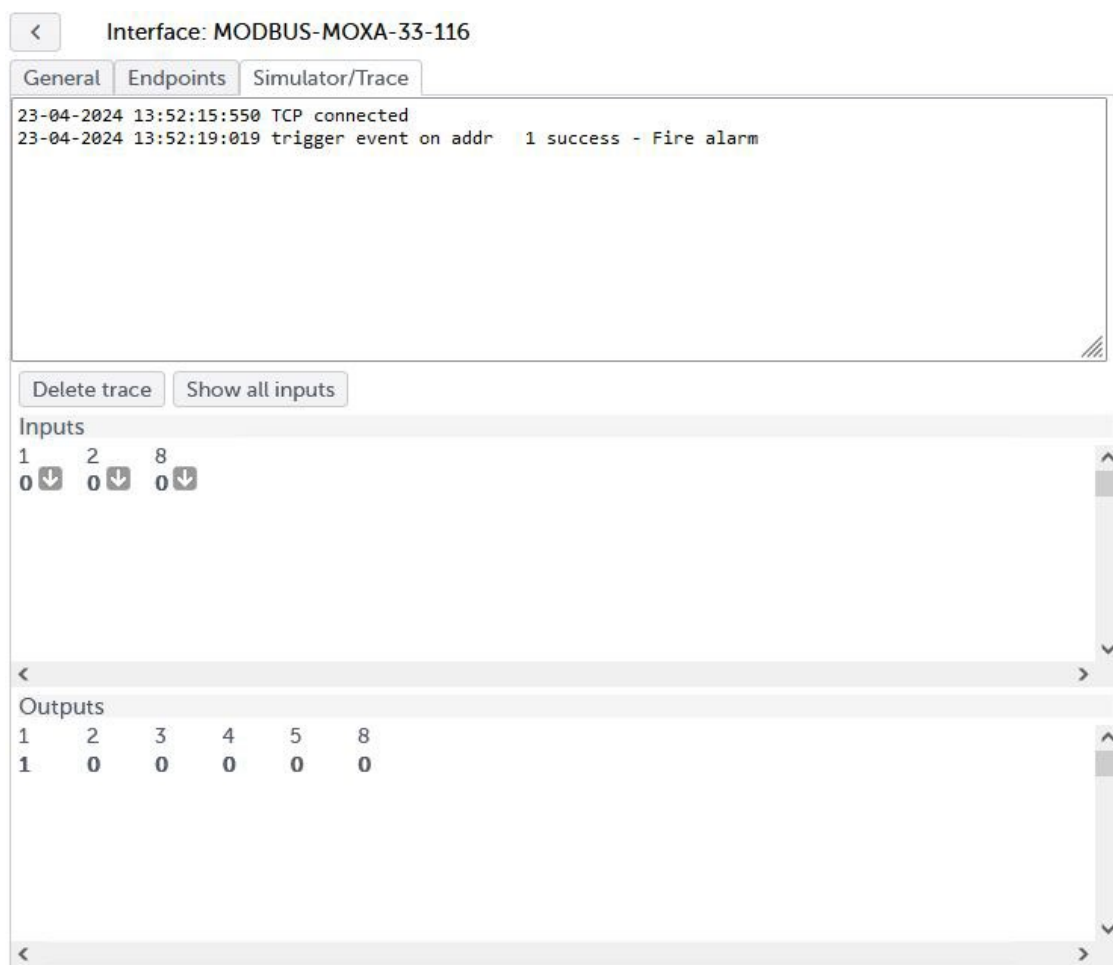 Interface: MODBUS-MOXA-33-116
General Endpoints Simulator/Trace
23-04-2024 13:52:15:550 TCP connected
23-04-2024 13:52:19:019 trigger event on addr   1 success - Fire alarm
Delete trace Show all inputs
Inputs
1 2 8
0 0 0
Outputs
1 2 3 4 5 8
1 0 0 0 0 0